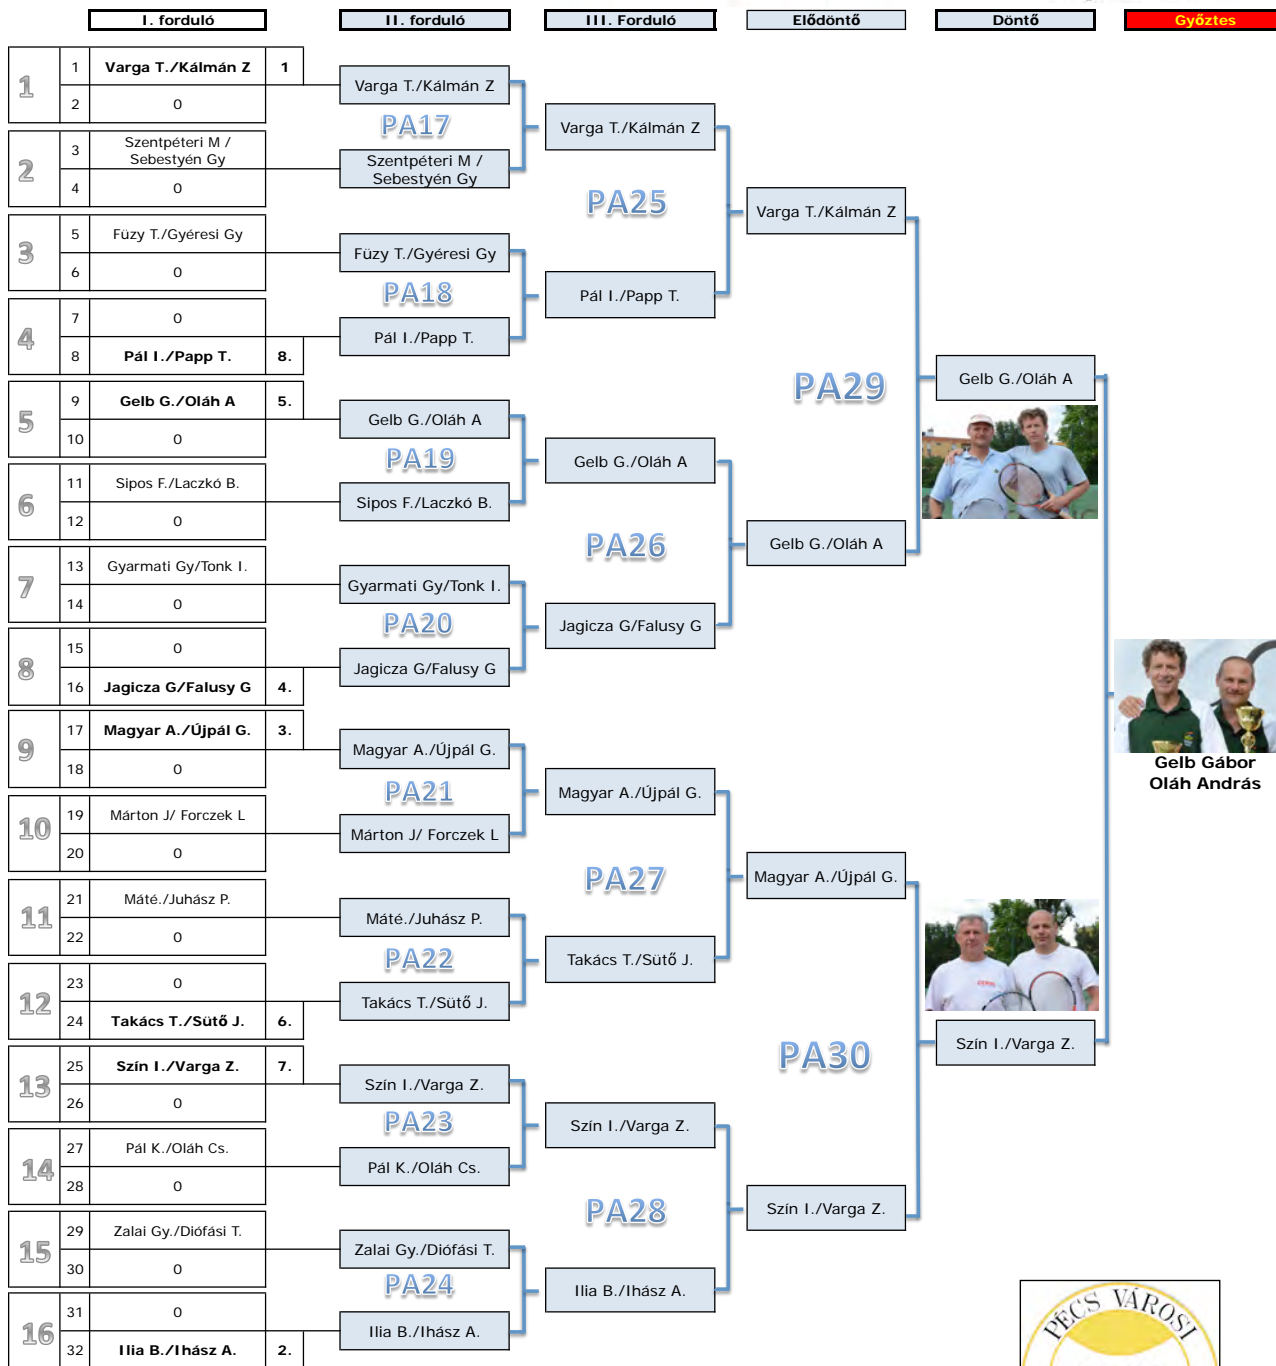 I. forduló
II. forduló
III. Forduló
Elődöntő
Döntő
Győztes
1
1 Varga T./Kálmán Z 1
2 0
2
3 Szentpéteri M /
Sebestyén Gy
4 0
3
5 Füzy T./Gyéresi Gy
6 0
4
7 0
8 Pál I./Papp T. 8.
5
9 Gelb G./Oláh A 5.
10 0
6
11 Sipos F./Laczkó B.
12 0
7
13 Gyarmati Gy/Tonk I.
14 0
8
15 0
16 Jagicza G/Falusy G 4.
9
17 Magyar A./Újpál G. 3.
18 0
10
19 Márton J/ Forczek L
20 0
11
21 Máté./Juhász P.
22 0
12
23 0
24 Takács T./Sütő J. 6.
13
25 Szín I./Varga Z. 7.
26 0
14
27 Pál K./Oláh Cs.
28 0
15
29 Zalai Gy./Diófási T.
30 0
16
31 0
32 Ilia B./Ihász A. 2.
Varga T./Kálmán Z
PA17
Szentpéteri M /
Sebestyén Gy
Füzy T./Gyéresi Gy
PA18
Pál I./Papp T.
Gelb G./Oláh A
PA19
Sipos F./Laczkó B.
Gyarmati Gy/Tonk I.
PA20
Jagicza G/Falusy G
Magyar A./Újpál G.
PA21
Márton J/ Forczek L
Máté./Juhász P.
PA22
Takács T./Sütő J.
Szín I./Varga Z.
PA23
Pál K./Oláh Cs.
Zalai Gy./Diófási T.
PA24
Ilia B./Ihász A.
Varga T./Kálmán Z
PA25
Pál I./Papp T.
Gelb G./Oláh A
PA26
Jagicza G/Falusy G
Magyar A./Újpál G.
PA27
Takács T./Sütő J.
Szín I./Varga Z.
PA28
Ilia B./Ihász A.
Varga T./Kálmán Z
PA29
Gelb G./Oláh A
Magyar A./Újpál G.
PA30
Szín I./Varga Z.
Gelb G./Oláh A
Szín I./Varga Z.
Gelb Gábor
Oláh András
PÉCS VÁROSI